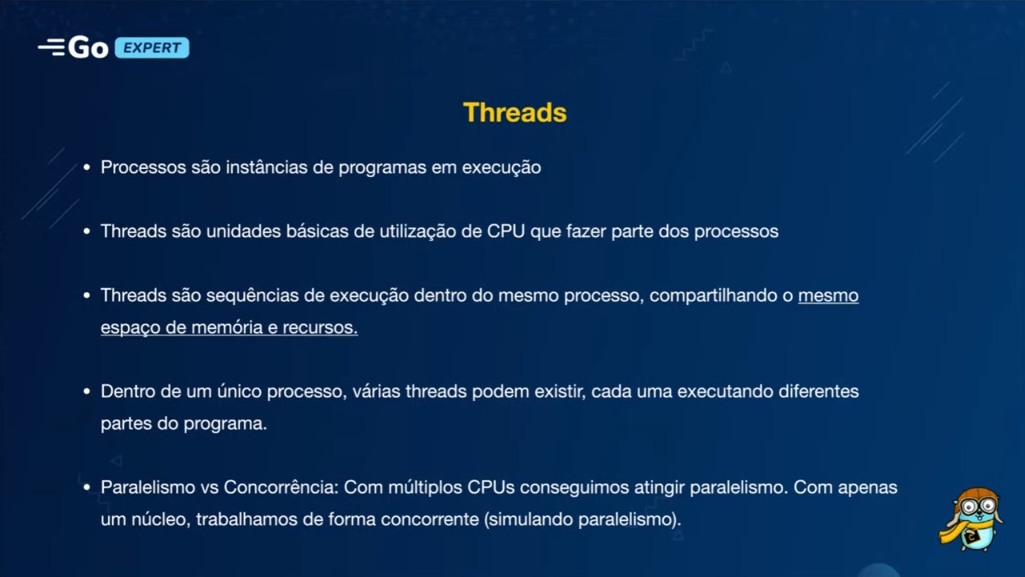 Go EXPERT
Threads
• Processos são instâncias de programas em execução
• Threads são unidades básicas de utilização de CPU que fazer parte dos processos
• Threads são sequências de execução dentro do mesmo processo, compartilhando o mesmo
espaço de memória e recursos.
• Dentro de um único processo, várias threads podem existir, cada uma executando diferentes
partes do programa.
• Paralelismo vs Concorrência: Com múltiplos CPUs conseguimos atingir paralelismo. Com apenas
um núcleo, trabalhamos de forma concorrente (simulando paralelismo).